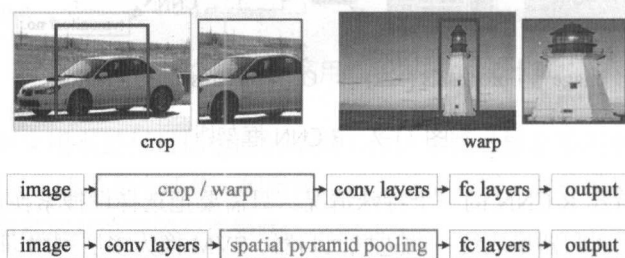 crop
warp
image crop / warp conv layers fc layers output
image conv layers spatial pyramid pooling fc layers output